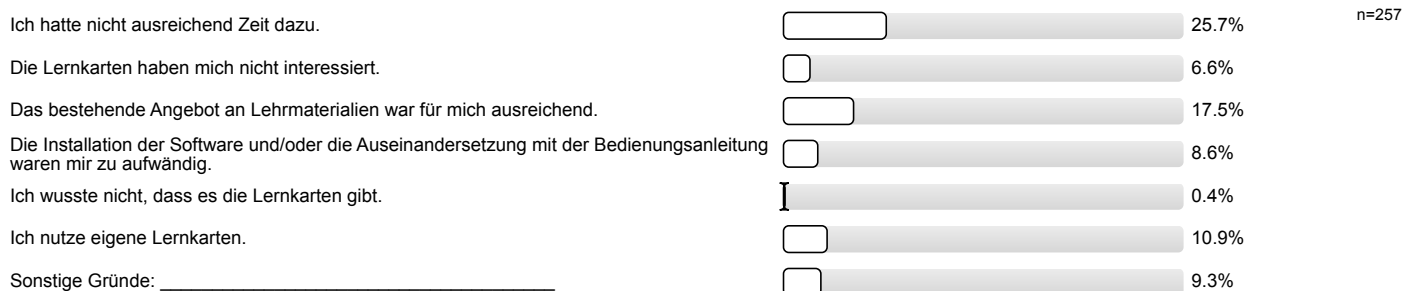 Ich hatte nicht ausreichend Zeit dazu. 25.7% n=257
Die Lernkarten haben mich nicht interessiert. 6.6%
Das bestehende Angebot an Lehrmaterialien war für mich ausreichend. 17.5%
Die Installation der Software und/oder die Auseinandersetzung mit der Bedienungsanleitung
waren mir zu aufwändig. 8.6%
Ich wusste nicht, dass es die Lernkarten gibt. 0.4%
Ich nutze eigene Lernkarten. 10.9%
Sonstige Gründe: ______________________________________ 9.3%